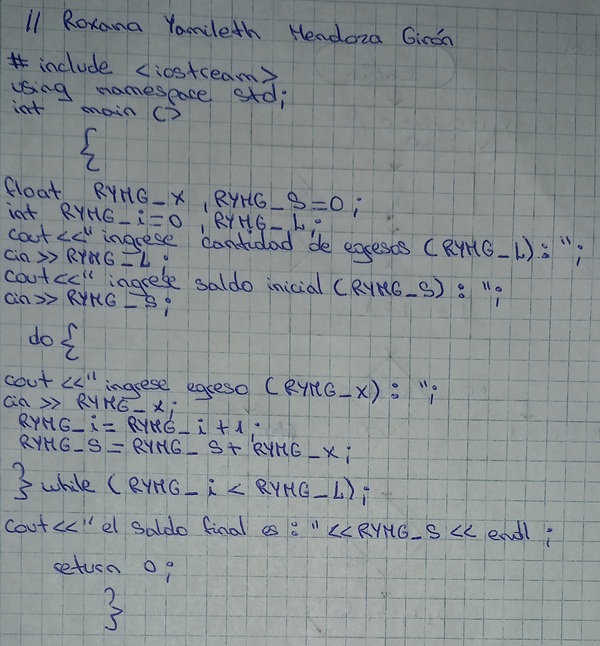 // Roxana Yamileth Mendoza Girón
# include <iostream>
using namespace std;
int main ()
{
float RYMG_x , RYMG_S=0;
int RYMG_i=0 , RYMG_L;
cout <<" ingrese cantidad de egresos (RYMG_L): ";
cin >> RYMG_L;
cout<<" ingrese saldo inicial (RYMG_S): ";
cin>> RYMG_S;
do {
cout <<" ingrese egreso (RYMG_x): ";
cin >> RYMG_x;
RYMG_i= RYMG_i+1;
RYMG_S= RYMG_S+ RYMG_x;
} while (RYMG_i < RYMG_L);
cout<<" el saldo final es: "<<RYMG_S << endl;
return 0;
}